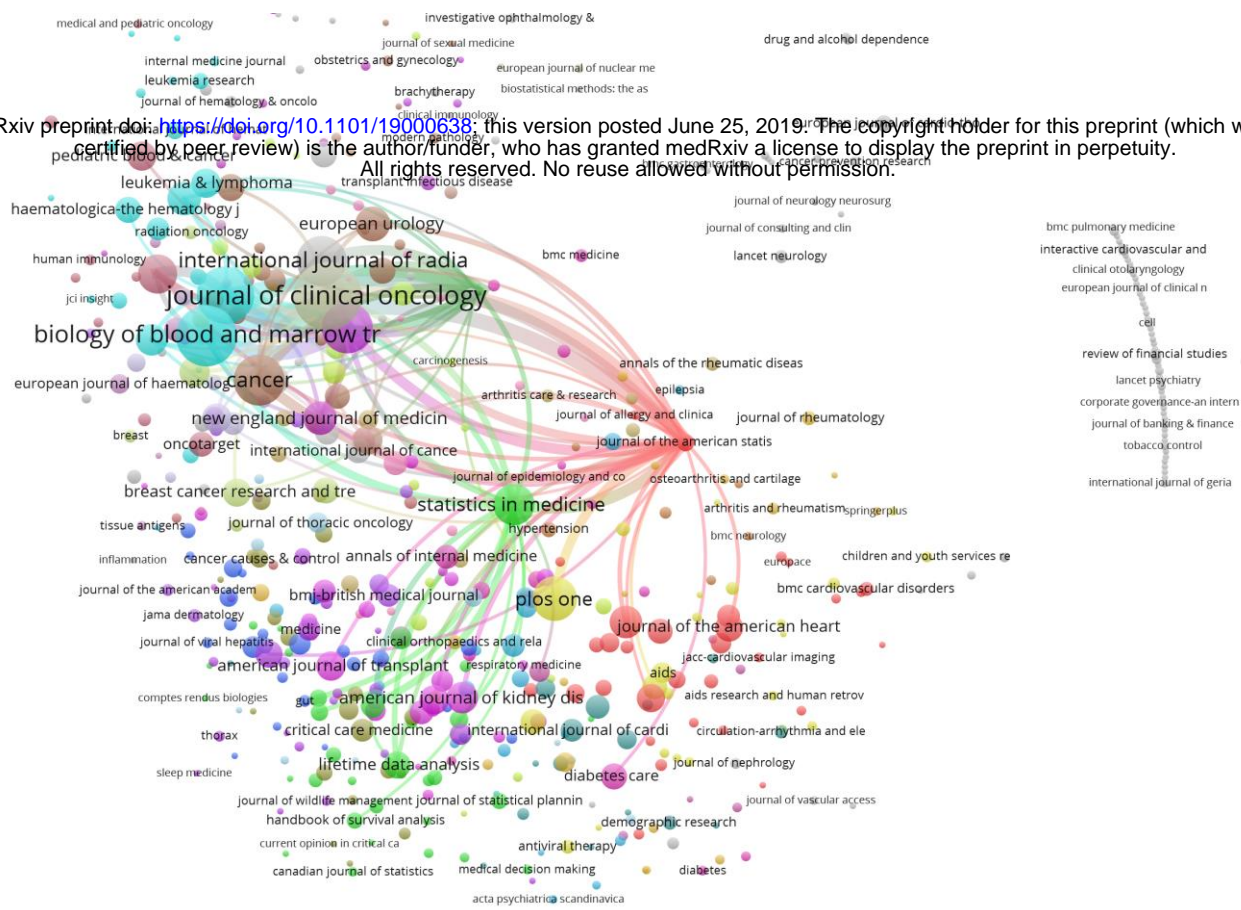 investigative ophthalmology &
medical and pediatric oncology
drug and alcohol dependence
journal of sexual medicine
internal medicine journal
obstetrics and gynecology
european journal of nuclear me
leukemia research
brachytherapy
biostatistical methods: the as
journal of hematology & oncolo
clinical immunology
Rxiv preprint doi: https://doi.org/10.1101/19000638; this version posted June 25, 2019. The copyright holder for this preprint (which w
modern pathology
certified by peer review) is the author/funder, who has granted medRxiv a license to display the preprint in perpetuity.
pediatric blood & cancer
bmc gastroenterology
cancer prevention research
All rights reserved. No reuse allowed without permission.
leukemia & lymphoma
transplant infectious disease
haematologica-the hematology j
journal of neurology neurosurg
european urology
radiation oncology
journal of consulting and clin
bmc pulmonary medicine
interactive cardiovascular and
human immunology
international journal of radia
bmc medicine
lancet neurology
clinical otolaryngology
european journal of clinical n
jci insight
journal of clinical oncology
cell
biology of blood and marrow tr
review of financial studies
carcinogenesis
annals of the rheumatic diseas
european journal of haematolog
cancer
lancet psychiatry
arthritis care & research
epilepsia
corporate governance-an intern
new england journal of medicin
journal of allergy and clinica
journal of rheumatology
journal of banking & finance
breast
oncotarget
international journal of cance
journal of the american statis
tobacco control
journal of epidemiology and co
osteoarthritis and cartilage
international journal of geria
breast cancer research and tre
statistics in medicine
arthritis and rheumatism
springerplus
tissue antigens
journal of thoracic oncology
hypertension
bmc neurology
inflammation
cancer causes & control
annals of internal medicine
europace
children and youth services re
journal of the american academ
bmj-british medical journal
plos one
bmc cardiovascular disorders
jama dermatology
medicine
journal of the american heart
journal of viral hepatitis
clinical orthopaedics and rela
american journal of transplant
respiratory medicine
jacc-cardiovascular imaging
aids
comptes rendus biologies
gut
american journal of kidney dis
aids research and human retrov
thorax
critical care medicine
international journal of cardi
circulation-arrhythmia and ele
sleep medicine
lifetime data analysis
diabetes care
journal of nephrology
journal of wildlife management
journal of statistical plannin
journal of vascular access
handbook of survival analysis
demographic research
current opinion in critical ca
antiviral therapy
canadian journal of statistics
medical decision making
diabetes
acta psychiatrica scandinavica